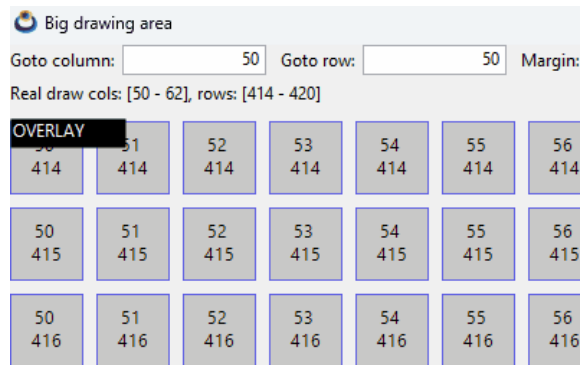 Big drawing area
Goto column: 50 Goto row: 50 Margin:
Real draw cols: [50 - 62], rows: [414 - 420]
OVERLAY
50 51 52 53 54 55 56
414 414 414 414 414 414 414
50 51 52 53 54 55 56
415 415 415 415 415 415 415
50 51 52 53 54 55 56
416 416 416 416 416 416 416